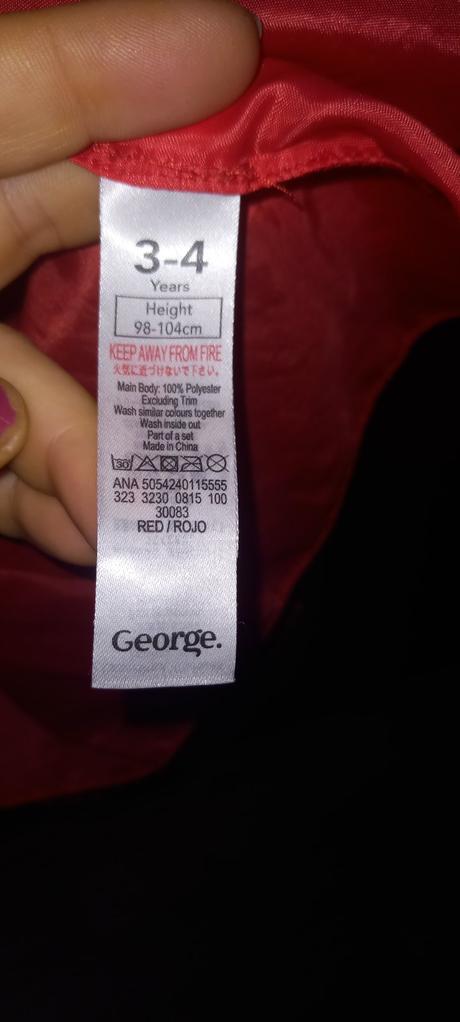 3-4
Years
Height
98-104cm
KEEP AWAY FROM FIRE
火気に近づけないで下さい。
Main Body: 100% Polyester
Excluding Trim
Wash similar colours together
Wash inside out
Part of a set
Made in China
30°
ANA 5054240115555
323 3230 0815 100
30083
RED / ROJO
George.